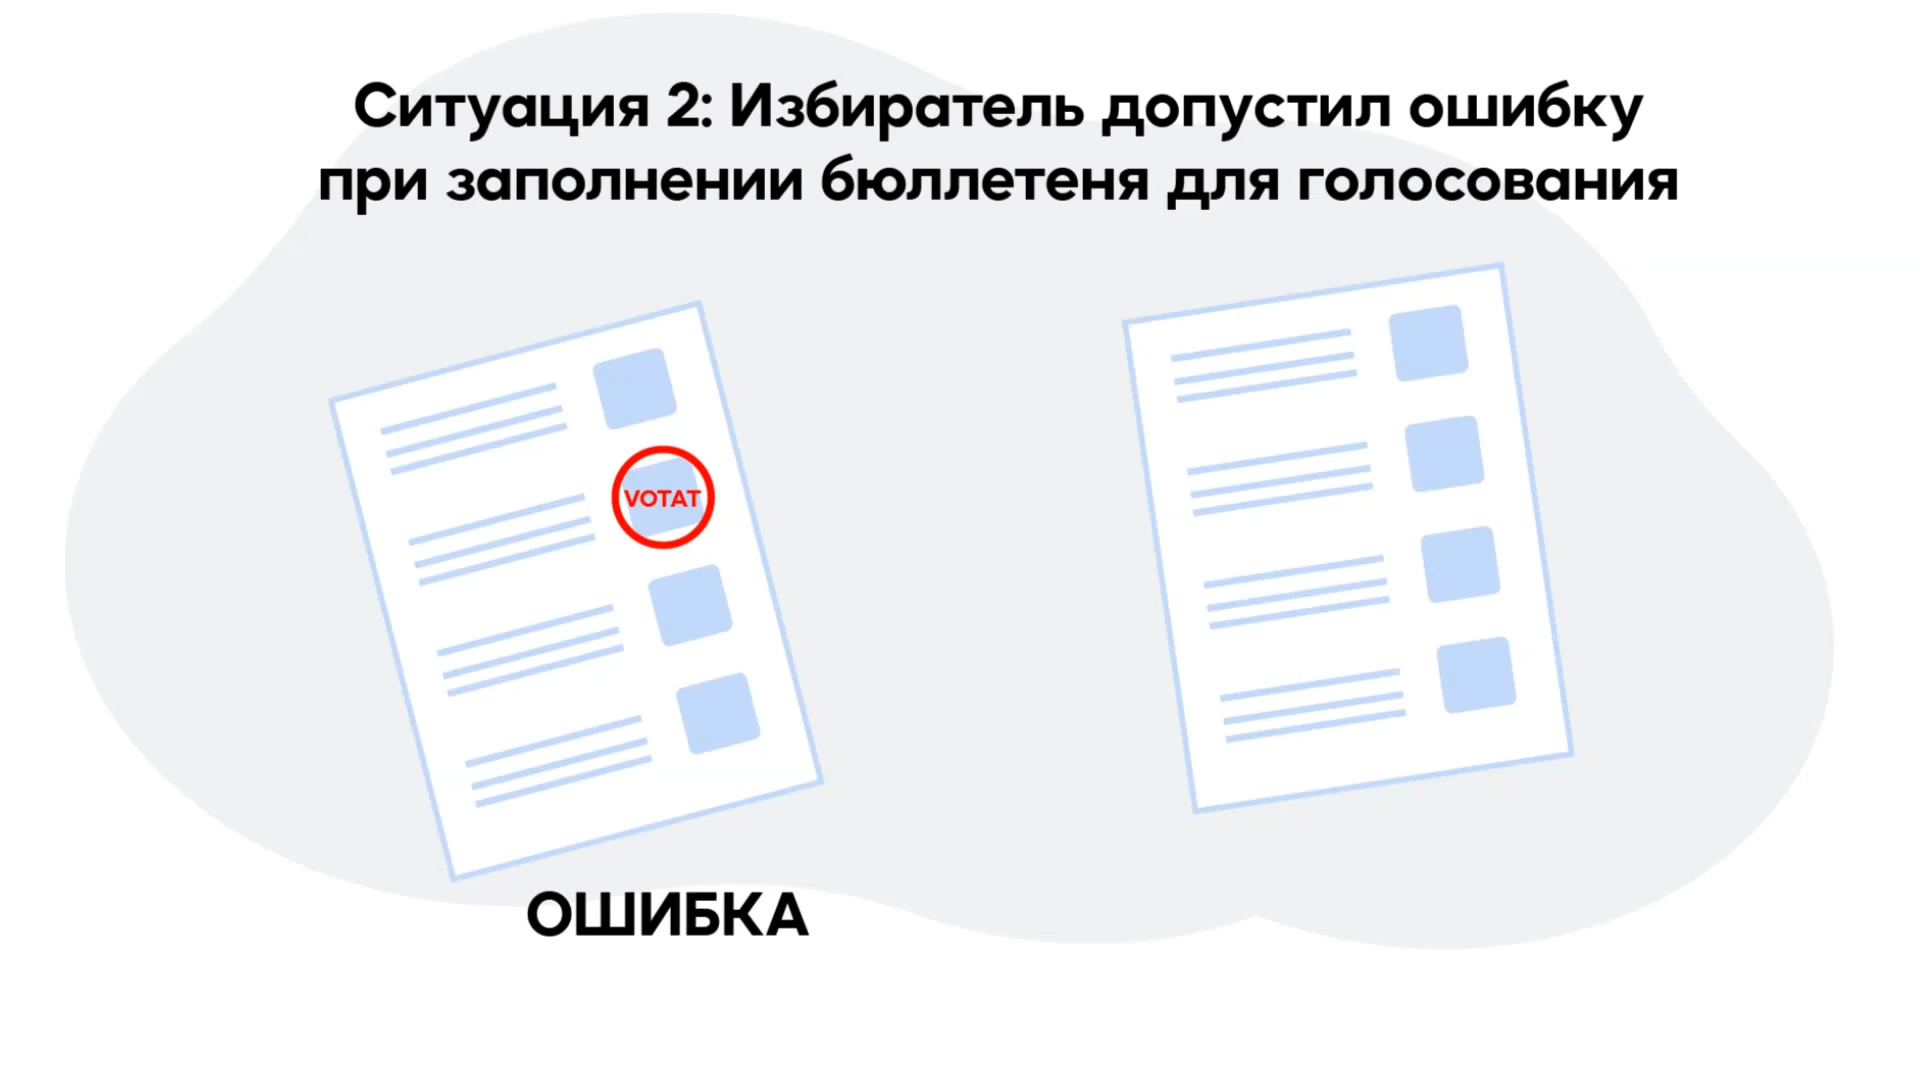 Ситуация 2: Избиратель допустил ошибку
при заполнении бюллетеня для голосования
VOTAT
ОШИБКА